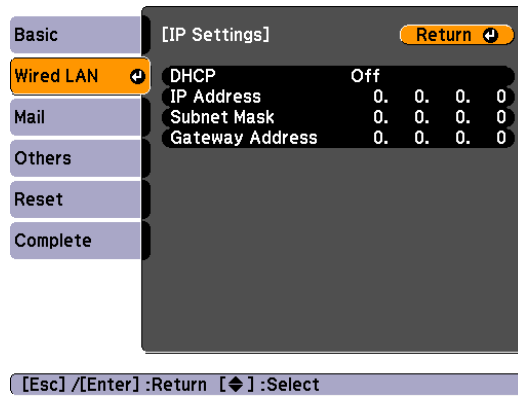 Basic
Wired LAN
Mail
Others
Reset
Complete
[IP Settings]
Return
DHCP Off
IP Address 0. 0. 0. 0
Subnet Mask 0. 0. 0. 0
Gateway Address 0. 0. 0. 0
[Esc] /[Enter] :Return [◆] :Select